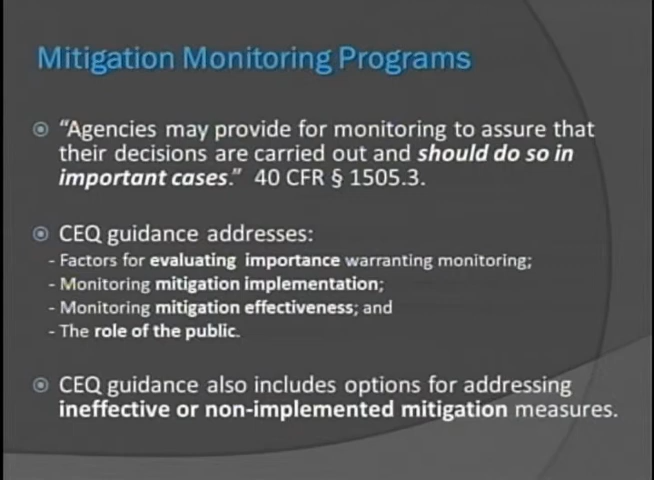 Mitigation Monitoring Programs
“Agencies may provide for monitoring to assure that
their decisions are carried out and should do so in
important cases.” 40 CFR § 1505.3.
CEQ guidance addresses:
- Factors for evaluating importance warranting monitoring;
- Monitoring mitigation implementation;
- Monitoring mitigation effectiveness; and
- The role of the public.
CEQ guidance also includes options for addressing
ineffective or non-implemented mitigation measures.